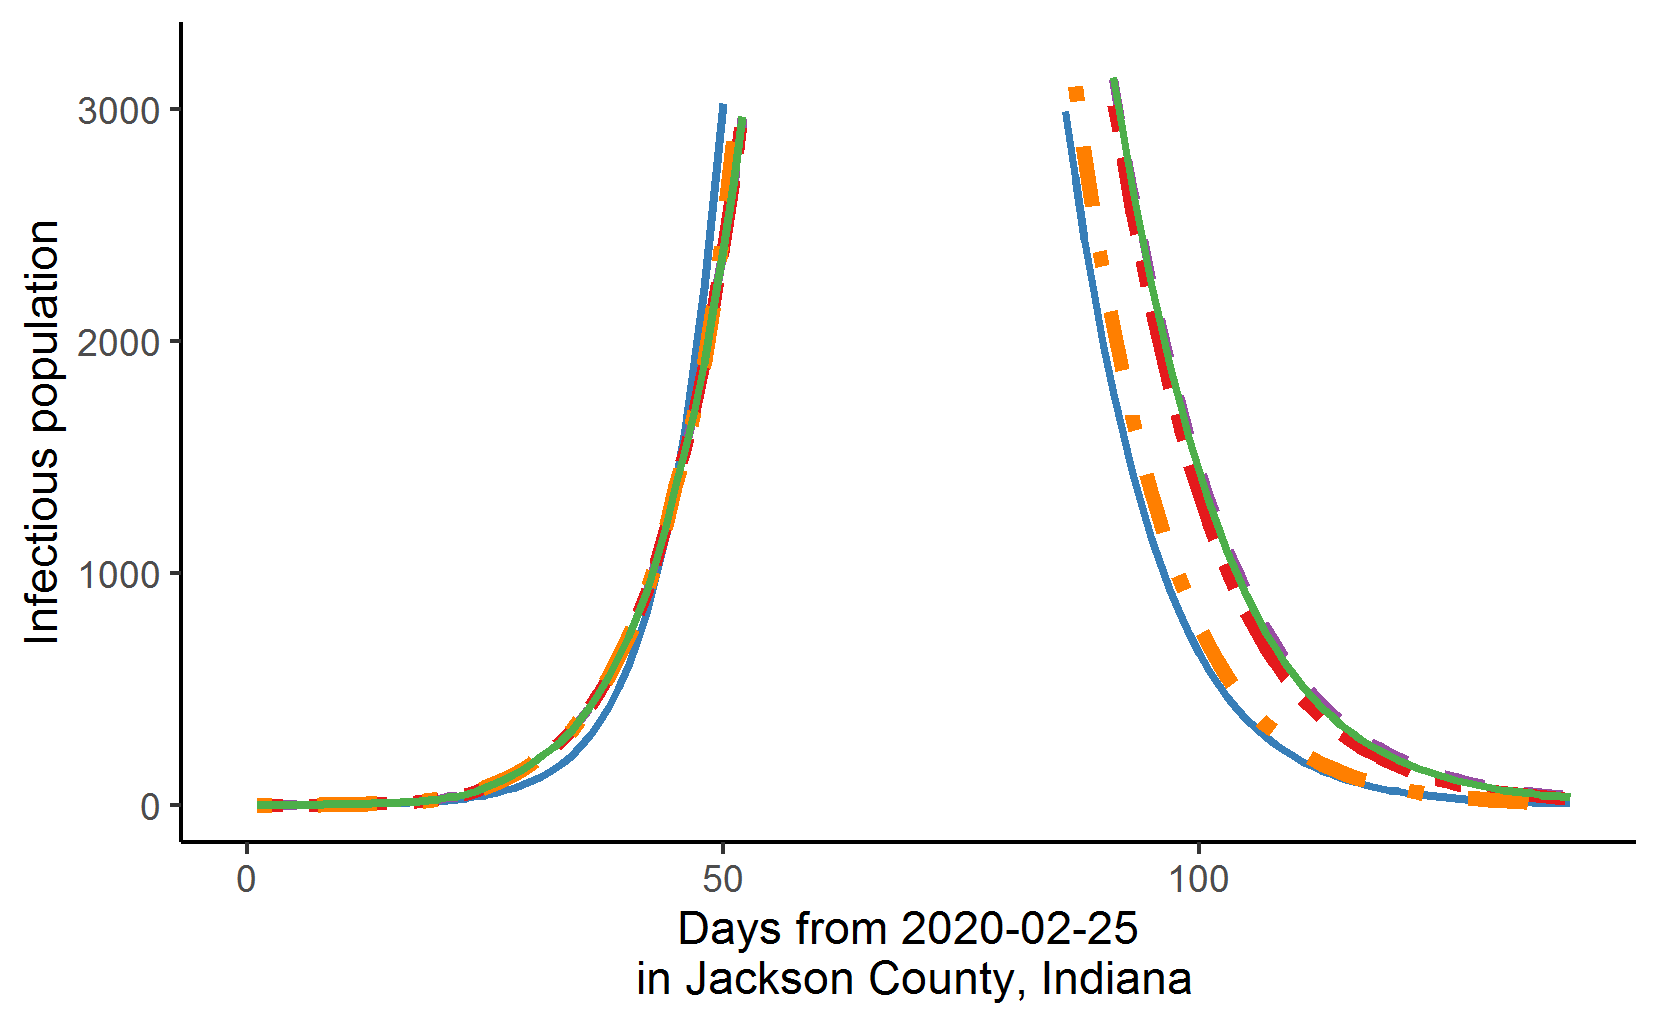 Infectious population
3000
2000
1000
0
0 50 100
Days from 2020-02-25
in Jackson County, Indiana